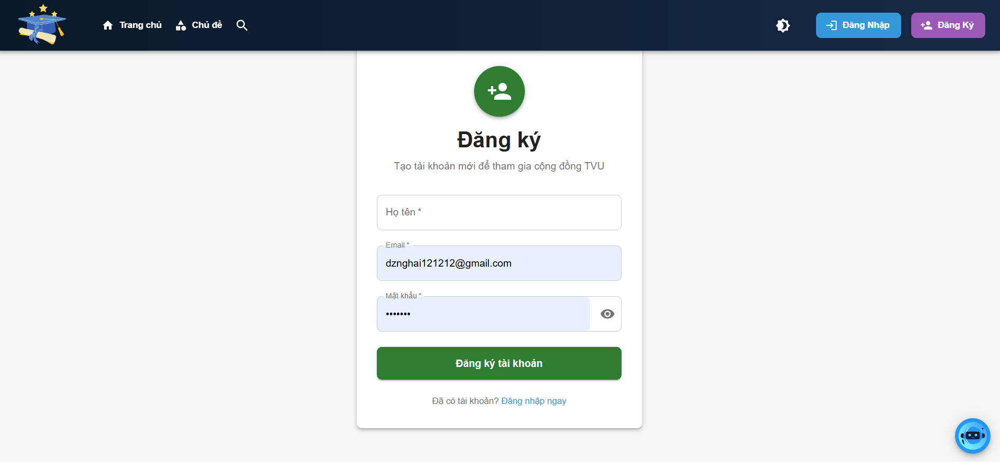 Trang chủ Chủ đề Đăng Nhập Đăng Ký
Đăng ký
Tạo tài khoản mới để tham gia cộng đồng TVU
Họ tên *
Email *
dznghai121212@gmail.com
Mật khẩu *
•••••••
Đăng ký tài khoản
Đã có tài khoản? Đăng nhập ngay